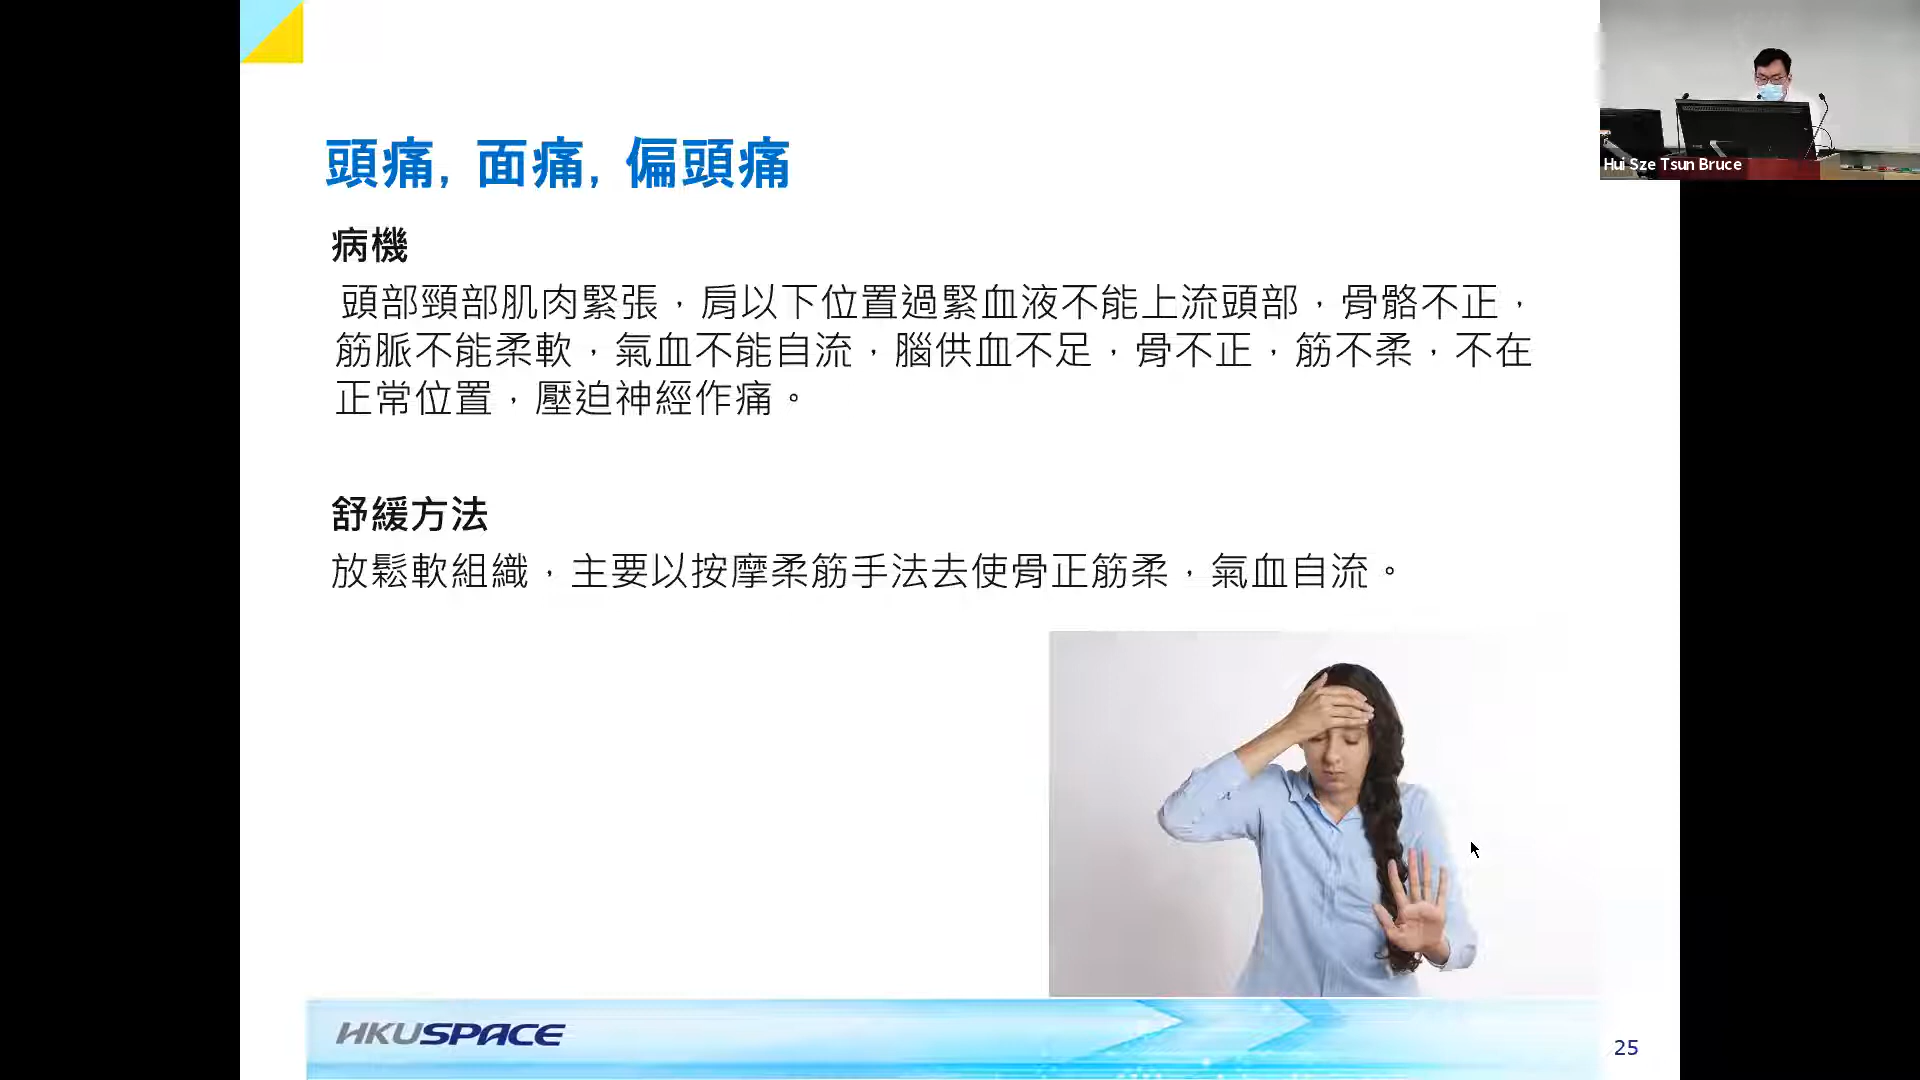 頭痛, 面痛, 偏頭痛
病機
頭部頸部肌肉緊張，肩以下位置過緊血液不能上流頭部，骨骼不正，
筋脈不能柔軟，氣血不能自流，腦供血不足，骨不正，筋不柔，不在
正常位置，壓迫神經作痛。
舒緩方法
放鬆軟組織，主要以按摩柔筋手法去使骨正筋柔，氣血自流。
HKUSPACE
25
Hui Sze Tsun Bruce